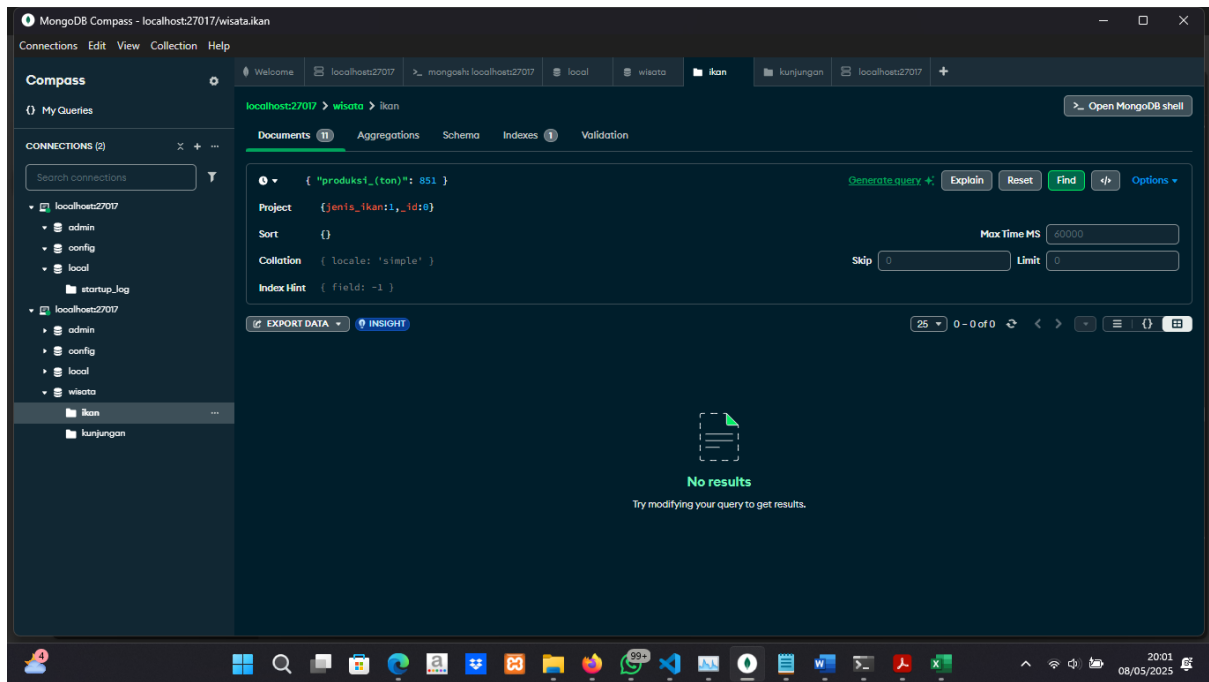 MongoDB Compass - localhost:27017/wisata.ikan
Connections Edit View Collection Help
Compass
My Queries
CONNECTIONS (2)
Search connections
localhost:27017
admin
config
local
startup_log
localhost:27017
admin
config
local
wisata
ikan
kunjungan
Welcome localhost:27017 >_ mongosh: localhost:27017 local wisata ikan kunjungan localhost:27017 +
localhost:27017 > wisata > ikan
>_ Open MongoDB shell
Documents 11 Aggregations Schema Indexes 1 Validation
{ "produksi_(ton)": 851 }
Generate query Explain Reset Find </> Options
Project {jenis_ikan:1,_id:0}
Sort {} Max Time MS 60000
Collation { locale: 'simple' } Skip 0 Limit 0
Index Hint { field: -1 }
EXPORT DATA INSIGHT 25 0 – 0 of 0
No results
Try modifying your query to get results.
4
99+
20:01
08/05/2025